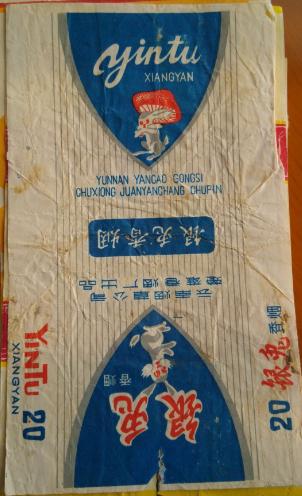 yintu
XIANGYAN
YUNNAN YANCAO GONGSI
CHUXIONG JUANYANCHANG CHUPIN
银兔香烟
云南烟草公司
楚雄卷烟厂出品
银兔
香烟
YINTU 20
XIANGYAN
20 银兔 香烟